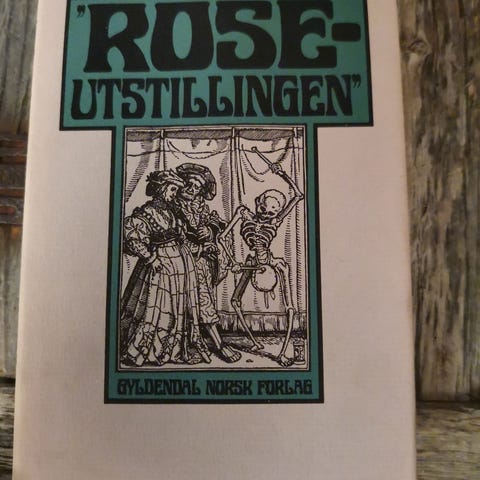 "ROSE-
UTSTILLINGEN"
GYLDENDAL NORSK FORLAG